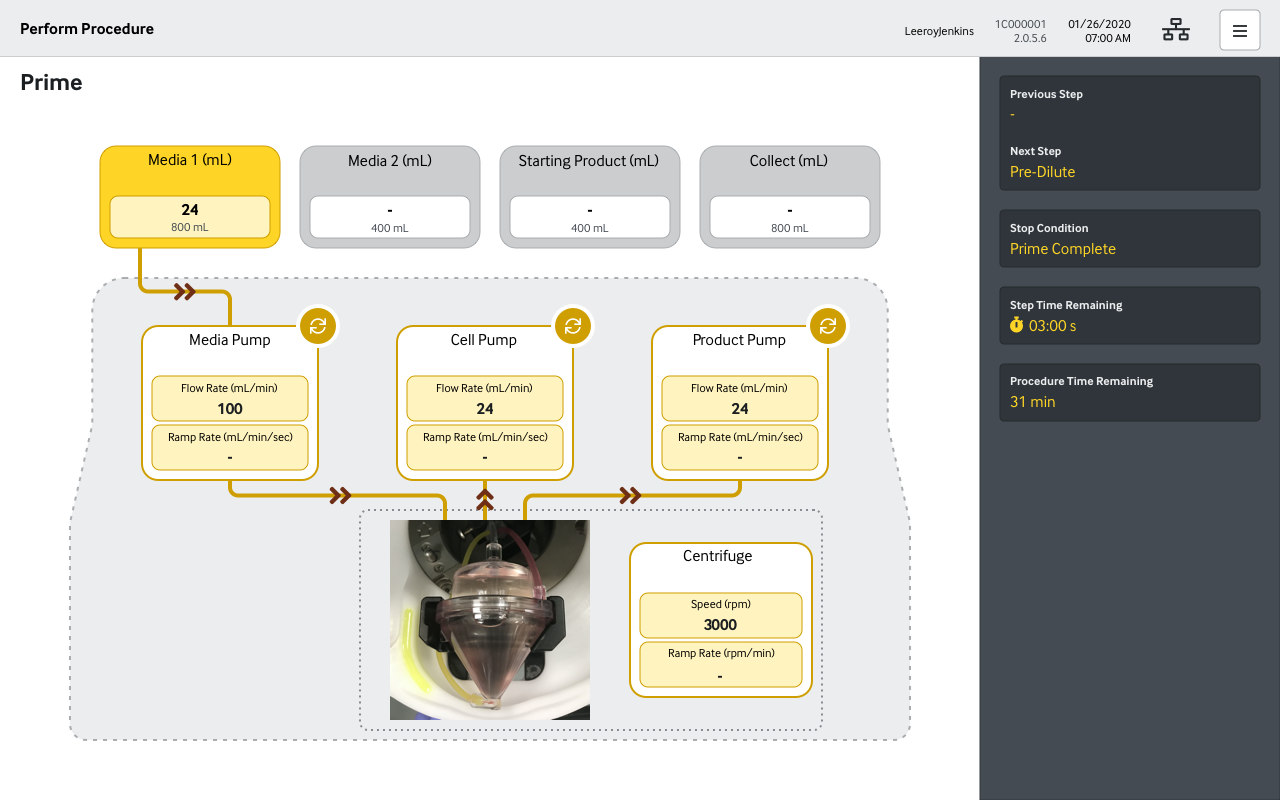 Perform Procedure
LeeroyJenkins
1C000001
2.0.5.6
01/26/2020
07:00 AM
Prime
Media 1 (mL)
24
800 mL
Media 2 (mL)
-
400 mL
Starting Product (mL)
-
400 mL
Collect (mL)
-
800 mL
Media Pump
Flow Rate (mL/min)
100
Ramp Rate (mL/min/sec)
-
Cell Pump
Flow Rate (mL/min)
24
Ramp Rate (mL/min/sec)
-
Product Pump
Flow Rate (mL/min)
24
Ramp Rate (mL/min/sec)
-
Centrifuge
Speed (rpm)
3000
Ramp Rate (rpm/min)
-
Previous Step
-
Next Step
Pre-Dilute
Stop Condition
Prime Complete
Step Time Remaining
03:00 s
Procedure Time Remaining
31 min